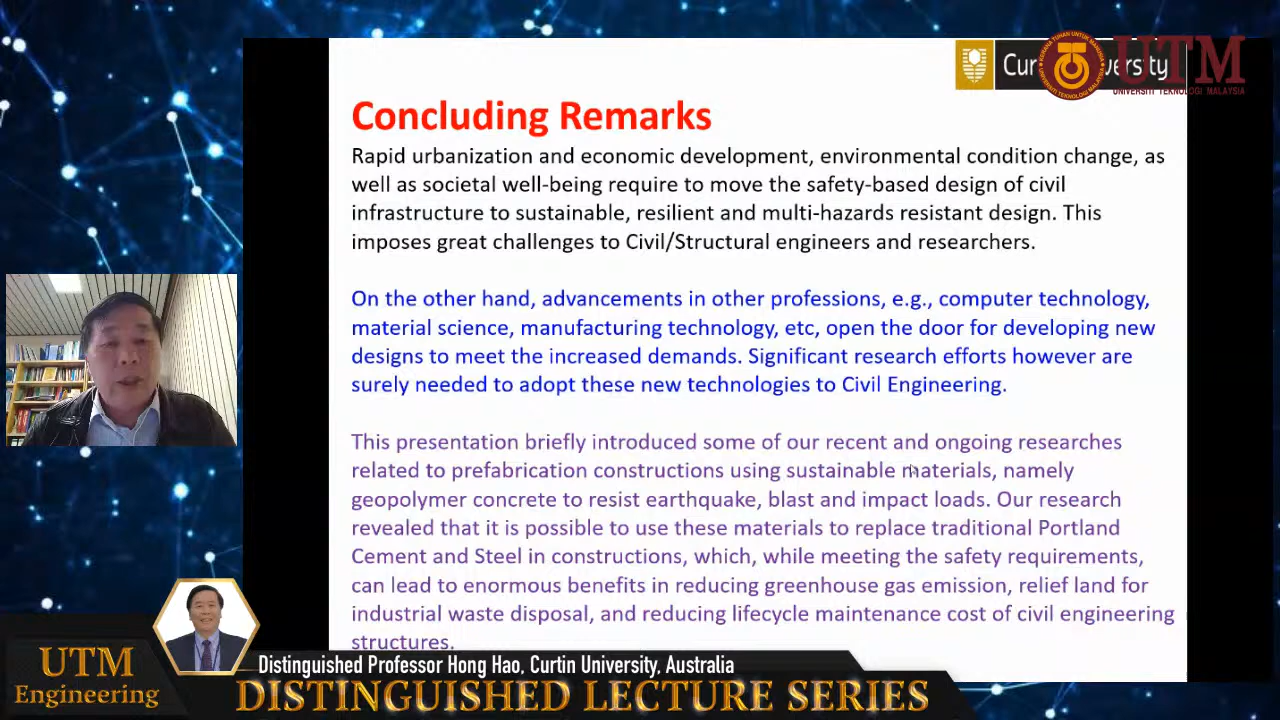 UTM
UNIVERSITI TEKNOLOGI MALAYSIA
Concluding Remarks
Rapid urbanization and economic development, environmental condition change, as
well as societal well-being require to move the safety-based design of civil
infrastructure to sustainable, resilient and multi-hazards resistant design. This
imposes great challenges to Civil/Structural engineers and researchers.
On the other hand, advancements in other professions, e.g., computer technology,
material science, manufacturing technology, etc, open the door for developing new
designs to meet the increased demands. Significant research efforts however are
surely needed to adopt these new technologies to Civil Engineering.
This presentation briefly introduced some of our recent and ongoing researches
related to prefabrication constructions using sustainable materials, namely
geopolymer concrete to resist earthquake, blast and impact loads. Our research
revealed that it is possible to use these materials to replace traditional Portland
Cement and Steel in constructions, which, while meeting the safety requirements,
can lead to enormous benefits in reducing greenhouse gas emission, relief land for
industrial waste disposal, and reducing lifecycle maintenance cost of civil engineering
structures.
UTM
Engineering
Distinguished Professor Hong Hao, Curtin University, Australia
DISTINGUISHED LECTURE SERIES